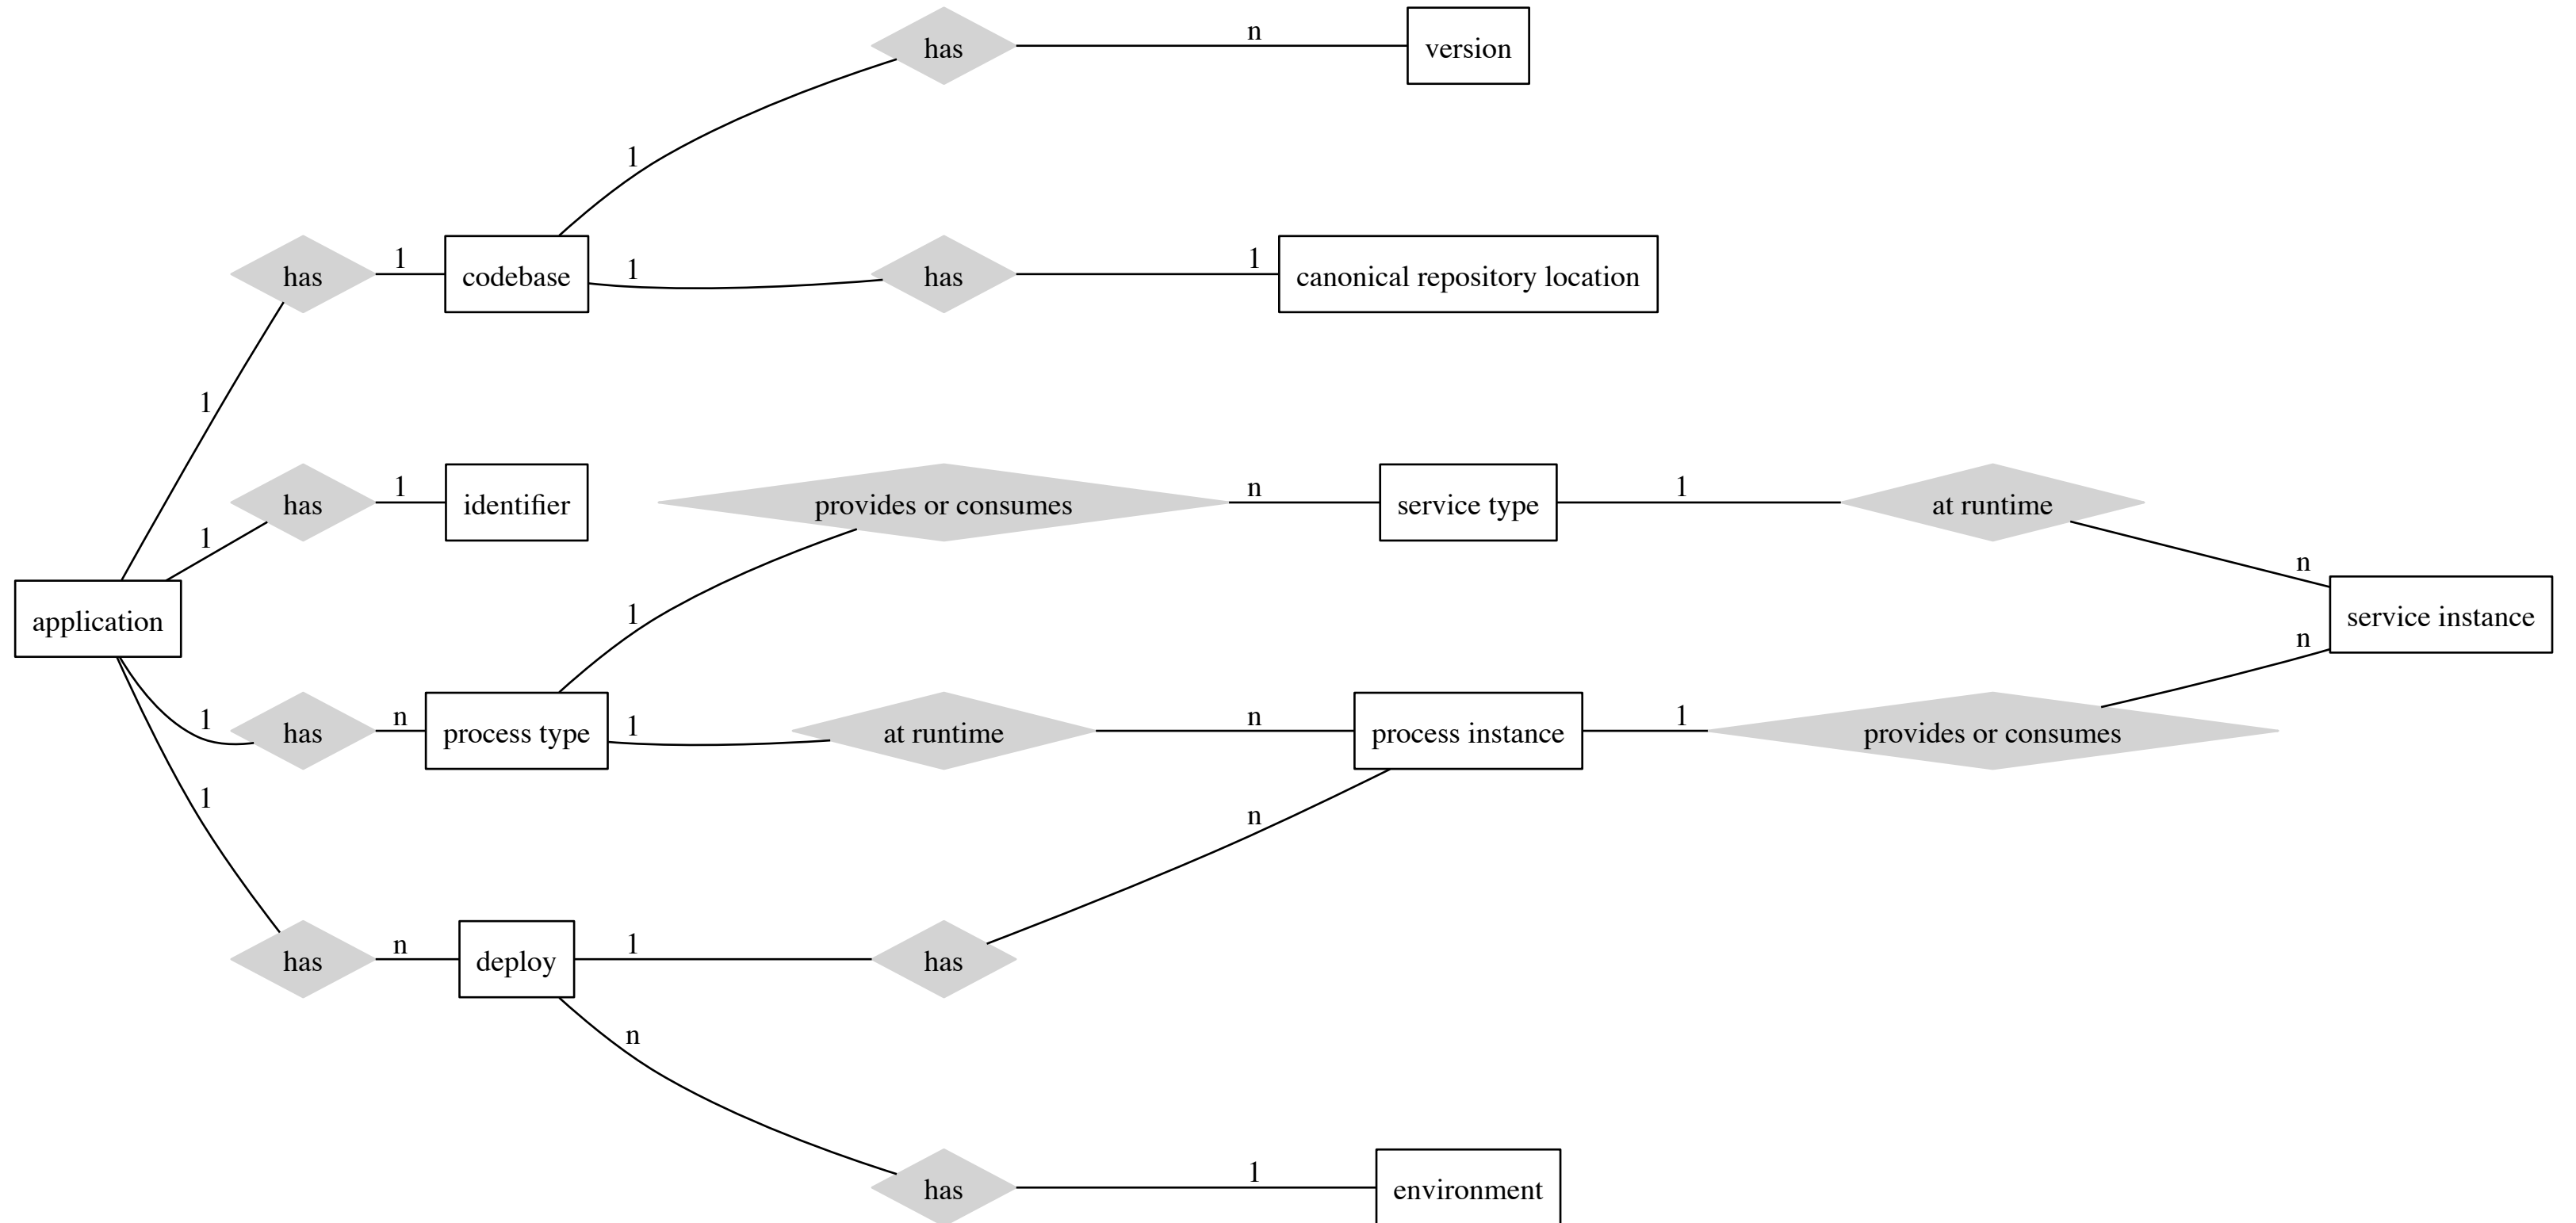 has
n
version
1
has
1
codebase
1
has
1
canonical repository location
1
has
1
identifier
provides or consumes
n
service type
1
at runtime
1
n
application
service instance
1
n
1
has
n
process type
1
at runtime
n
process instance
1
provides or consumes
1
n
has
n
deploy
1
has
n
has
1
environment